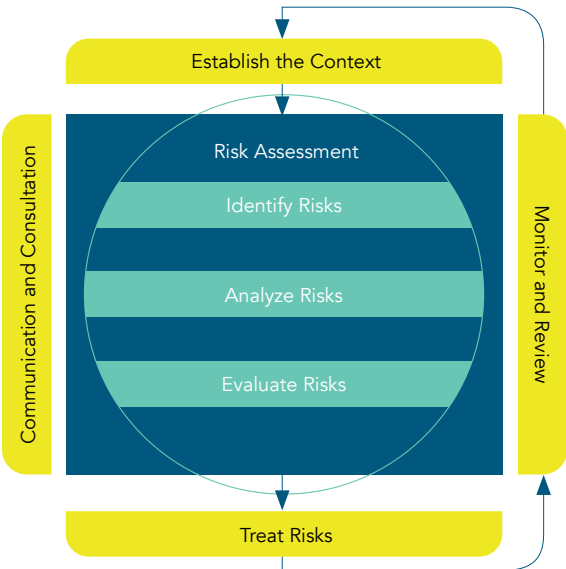 Establish the Context
Communication and Consultation
Risk Assessment
Identify Risks
Analyze Risks
Evaluate Risks
Monitor and Review
Treat Risks